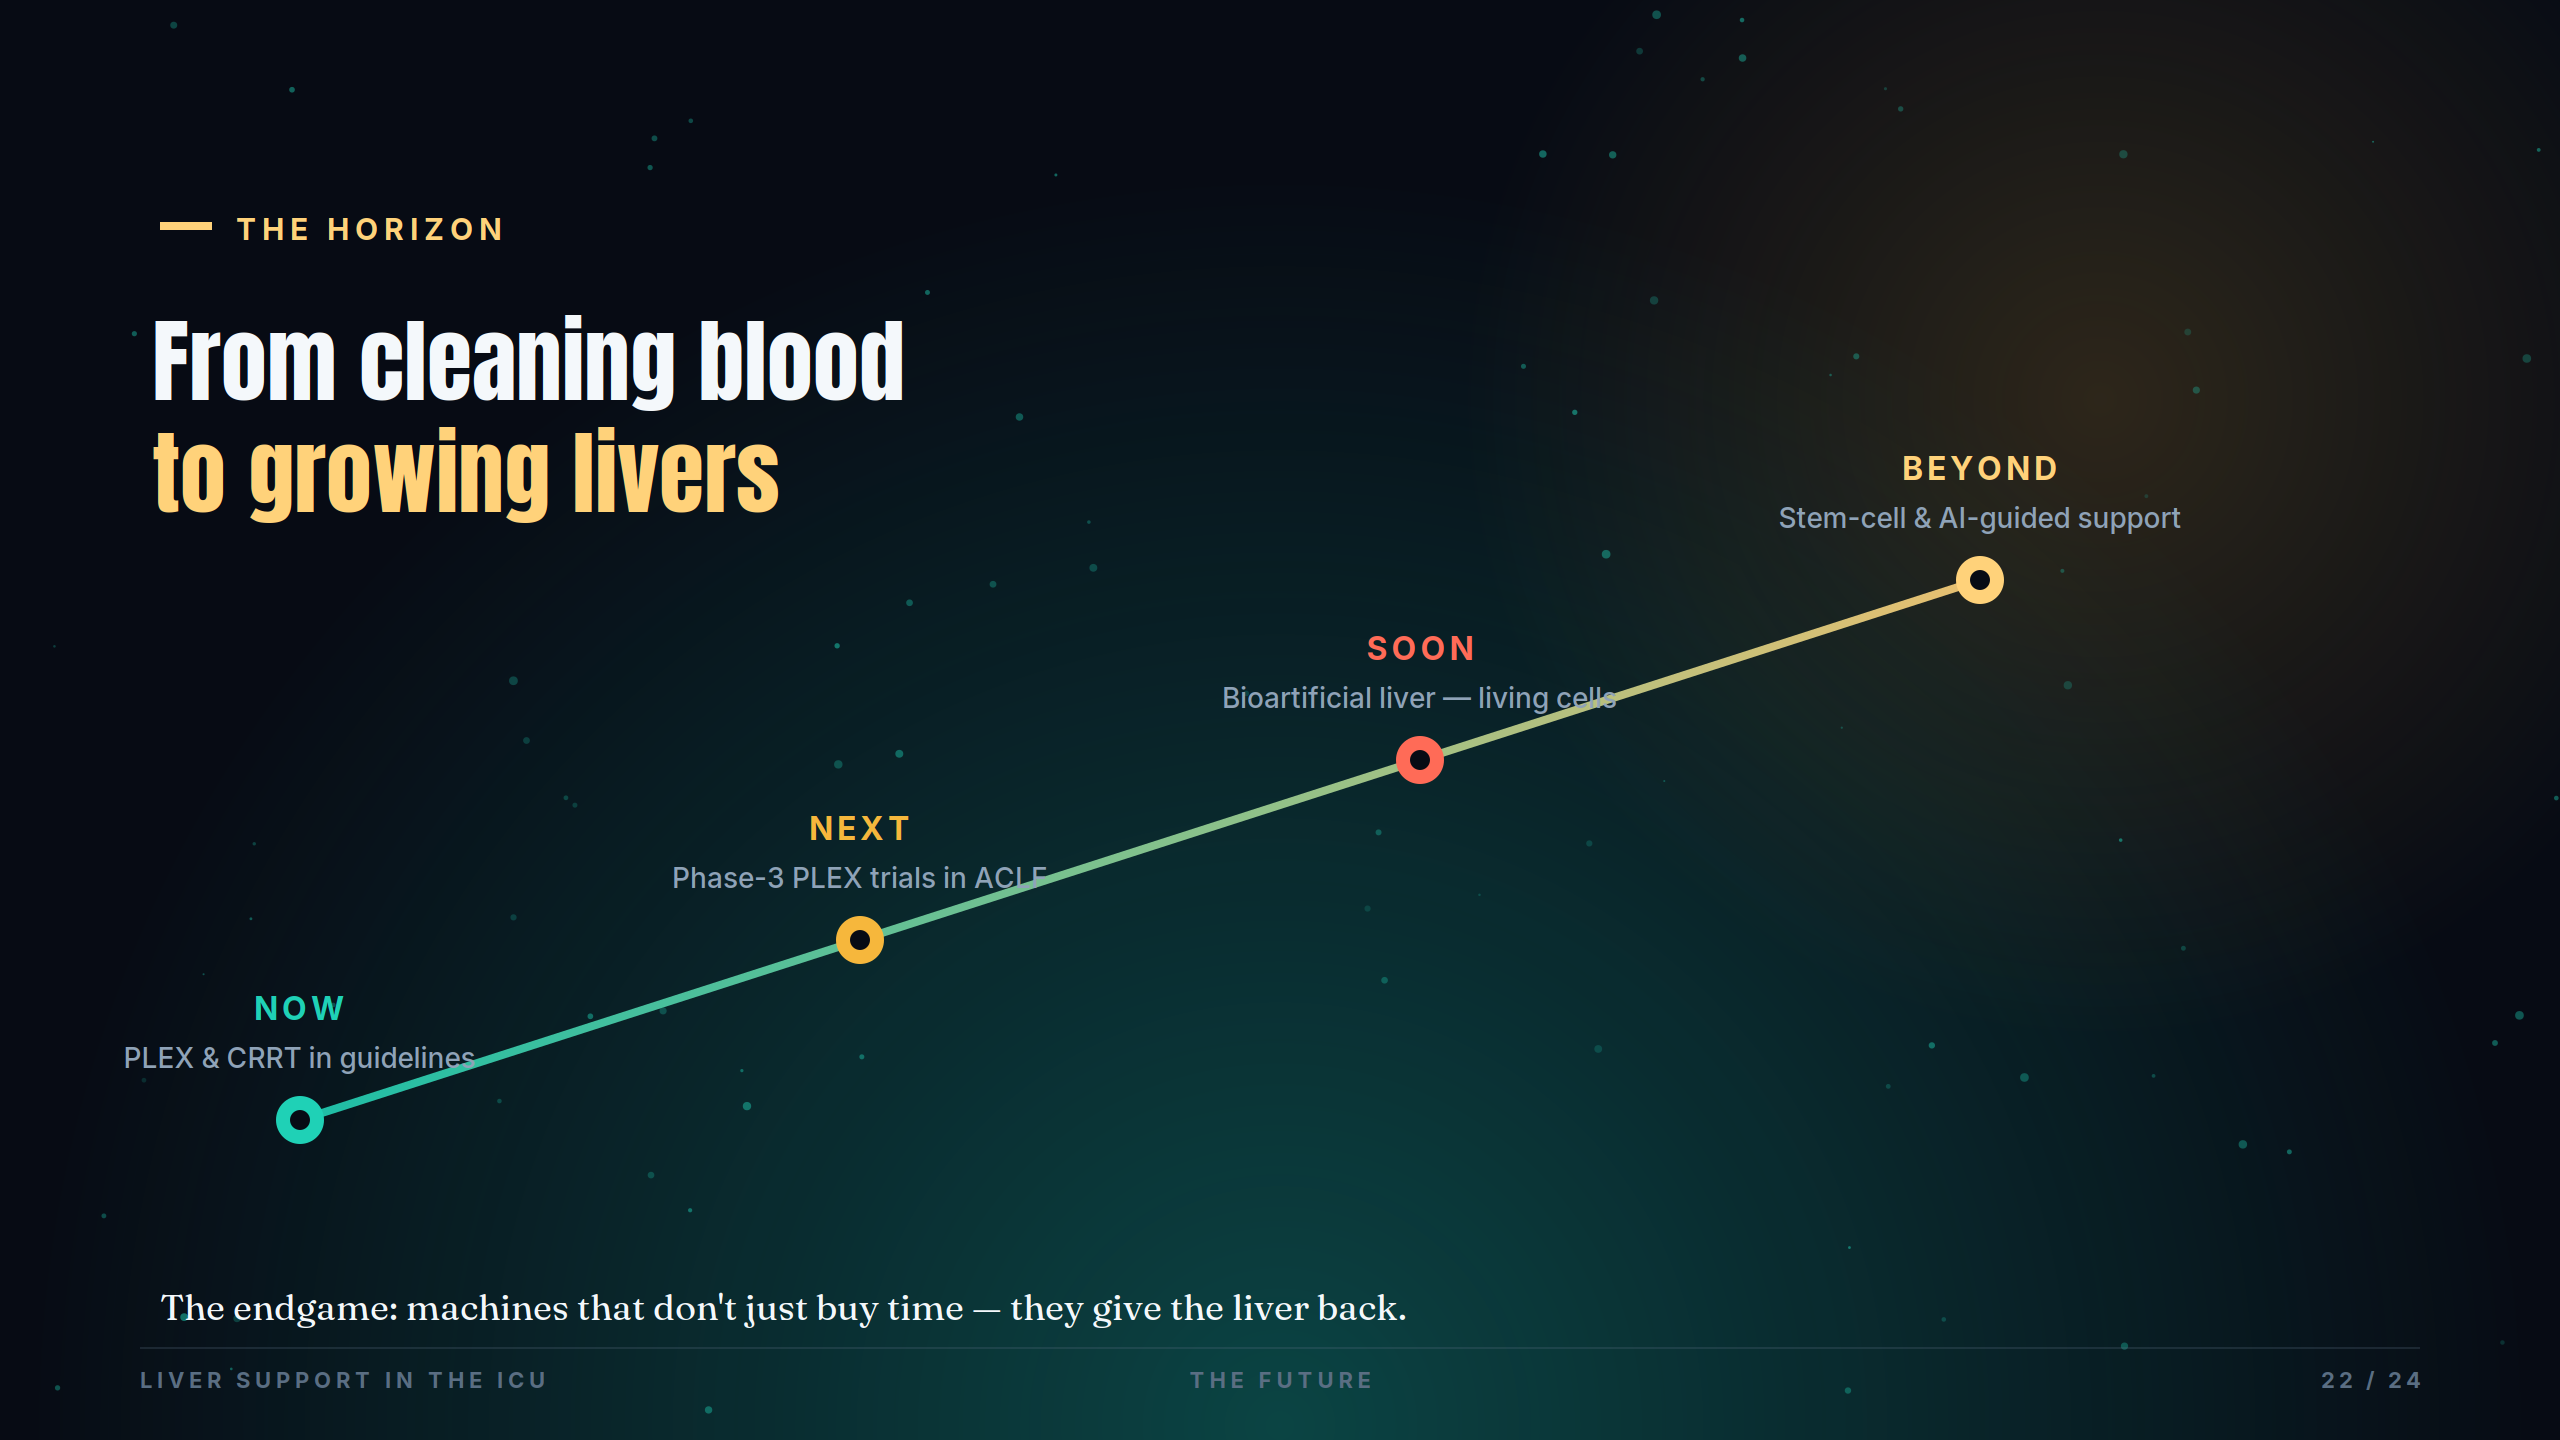 THE HORIZON
From cleaning blood
to growing livers
BEYOND
Stem-cell & AI-guided support
SOON
Bioartificial liver — living cells
NEXT
Phase-3 PLEX trials in ACLF
NOW
PLEX & CRRT in guidelines
The endgame: machines that don't just buy time — they give the liver back.
LIVER SUPPORT IN THE ICU
THE FUTURE
22 / 24